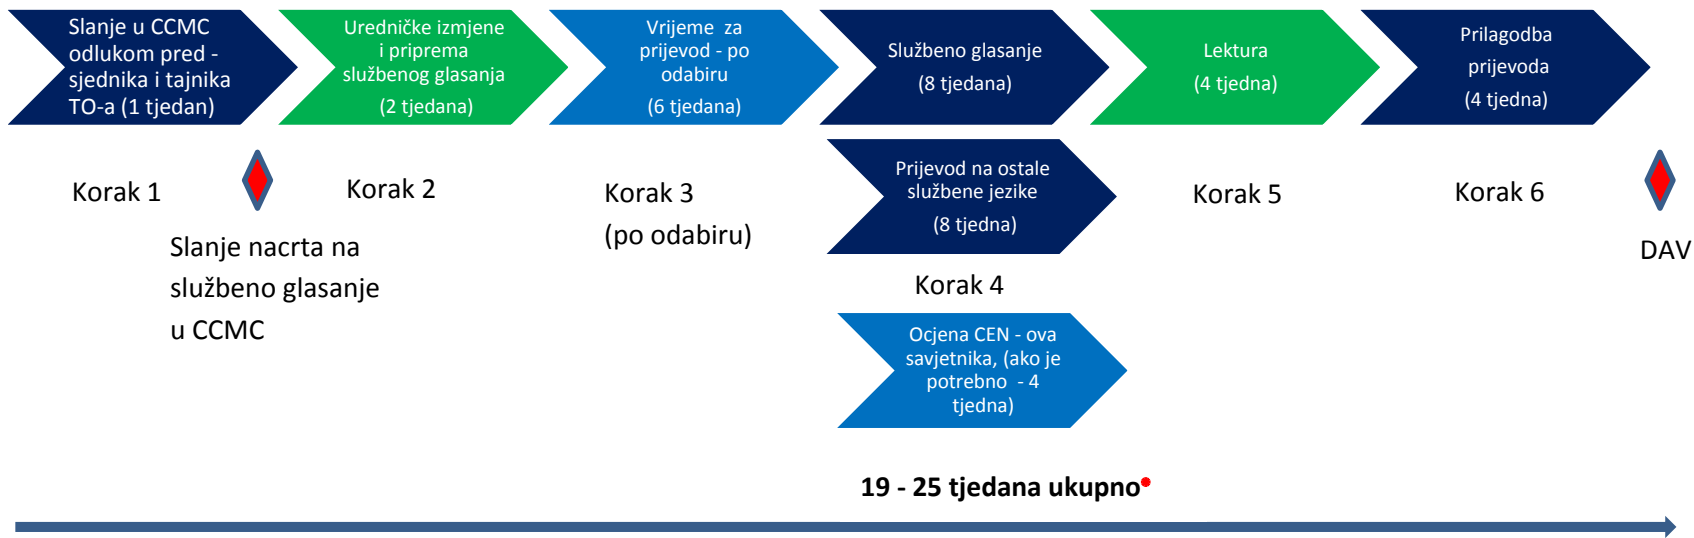 Slanje u CCMC
odlukom pred -
sjednika i tajnika
TO-a (1 tjedan)
Uredničke izmjene
i priprema
službenog glasanja
(2 tjedana)
Vrijeme za
prijevod - po
odabiru
(6 tjedana)
Službeno glasanje
(8 tjedana)
Lektura
(4 tjedna)
Prilagodba
prijevoda
(4 tjedna)
Korak 1
Korak 2
Korak 3
(po odabiru)
Prijevod na ostale
službene jezike
(8 tjedna)
Korak 5
Korak 6
Slanje nacrta na
službeno glasanje
u CCMC
DAV
Korak 4
Ocjena CEN - ova
savjetnika, (ako je
potrebno - 4
tjedna)
19 - 25 tjedana ukupno